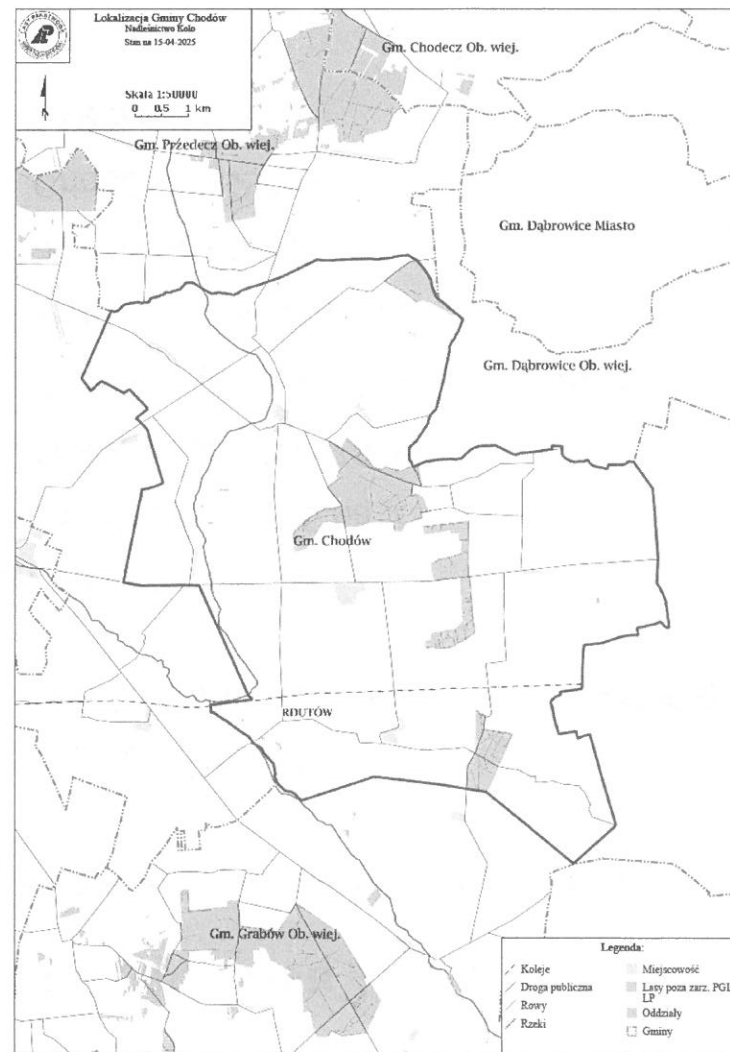 Lokalizacja Gminy Chodów
Nadleśnictwo Koło
Stan na 15-04-2025
Skala 1:50000
0 0.5 1 km
Gm. Chodecz Ob. wiej.
Gm. Przedecz Ob. wiej.
Gm. Dąbrowice Miasto
Gm. Dąbrowice Ob. wiej.
Gm. Chodów
RDUTÓW
Gm. Grabów Ob. wiej.
Legenda:
Koleje
Droga publiczna
Rowy
Rzeki
Miejscowość
Lasy poza zarz. PGL
LP
Oddziały
Gminy